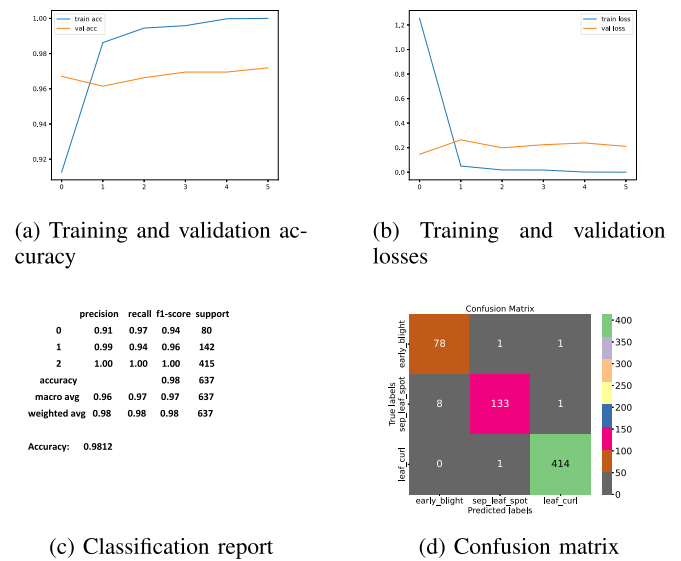 train acc
val acc
1.00
0.98
0.96
0.94
0.92
0 1 2 3 4 5
(a) Training and validation ac-
curacy
train loss
val loss
1.2
1.0
0.8
0.6
0.4
0.2
0.0
0 1 2 3 4 5
(b) Training and validation
losses
precision recall f1-score support
0 0.91 0.97 0.94 80
1 0.99 0.94 0.96 142
2 1.00 1.00 1.00 415
accuracy 0.98 637
macro avg 0.96 0.97 0.97 637
weighted avg 0.98 0.98 0.98 637
Accuracy: 0.9812
(c) Classification report
Confusion Matrix
True labels
early_blight
sep_leaf_spot
leaf_curl
78 1 1
8 133 1
0 1 414
early_blight sep_leaf_spot leaf_curl
Predicted labels
400
350
300
250
200
150
100
50
0
(d) Confusion matrix